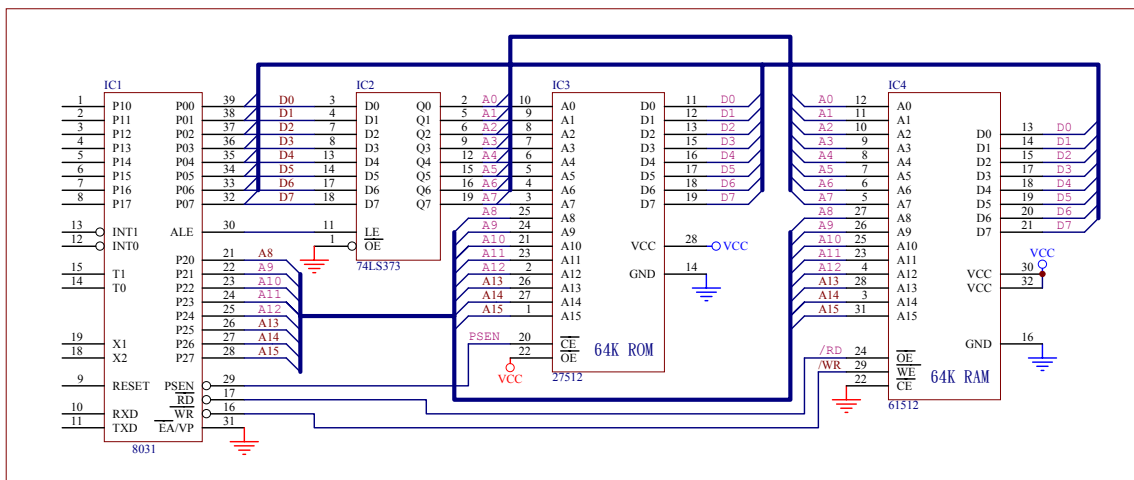 IC1
1 P10 P00 39 D0
2 P11 P01 38 D1
3 P12 P02 37 D2
4 P13 P03 36 D3
5 P14 P04 35 D4
6 P15 P05 34 D5
7 P16 P06 33 D6
8 P17 P07 32 D7
13 INT1 ALE 30
12 INT0
P20 21 A8
15 T1 P21 22 A9
14 T0 P22 23 A10
P23 24 A11
P24 25 A12
P25 26 A13
19 X1 P26 27 A14
18 X2 P27 28 A15
9 RESET PSEN 29
RD 17
10 RXD WR 16
11 TXD EA/VP 31
8031
IC2
3 D0 Q0 2 A0
4 D1 Q1 5 A1
7 D2 Q2 6 A2
8 D3 Q3 9 A3
13 D4 Q4 12 A4
14 D5 Q5 15 A5
17 D6 Q6 16 A6
18 D7 Q7 19 A7
11 LE
1 OE
74LS373
IC3
10 A0 D0 11 D0
9 A1 D1 12 D1
8 A2 D2 13 D2
7 A3 D3 15 D3
6 A4 D4 16 D4
5 A5 D5 17 D5
4 A6 D6 18 D6
3 A7 D7 19 D7
A8 25 A8
A9 24 A9
A10 21 A10 VCC 28 VCC
A11 23 A11
A12 2 A12 GND 14
A13 26 A13
A14 27 A14
A15 1 A15
PSEN 20 CE
22 OE
VCC
64K ROM
27512
IC4
A0 12 A0
A1 11 A1
A2 10 A2 D0 13 D0
A3 9 A3 D1 14 D1
A4 8 A4 D2 15 D2
A5 7 A5 D3 17 D3
A6 6 A6 D4 18 D4
A7 5 A7 D5 19 D5
A8 27 A8 D6 20 D6
A9 26 A9 D7 21 D7
A10 25 A10
A11 23 A11 VCC
A12 4 A12 VCC 30
A13 28 A13 VCC 32
A14 3 A14
A15 31 A15
GND 16
/RD 24 OE
/WR 29 WE
22 CE
64K RAM
61512